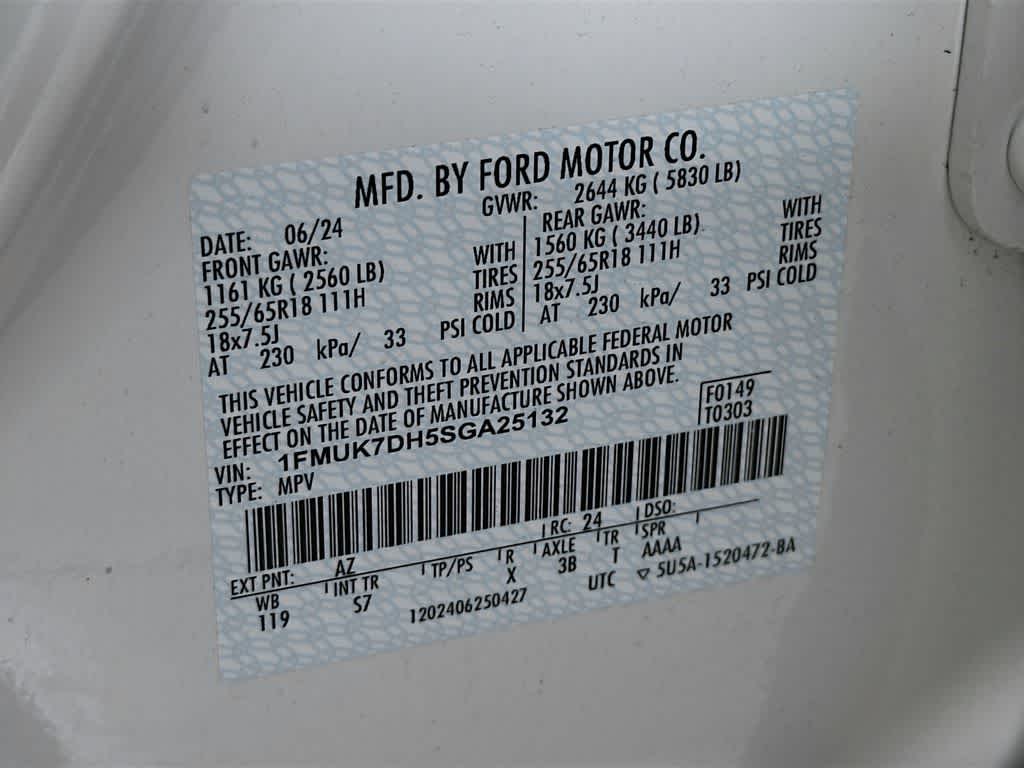 MFD. BY FORD MOTOR CO.
DATE: 06/24 GVWR: 2644 KG ( 5830 LB)
FRONT GAWR: REAR GAWR:
1161 KG ( 2560 LB) WITH 1560 KG ( 3440 LB) WITH
255/65R18 111H TIRES 255/65R18 111H TIRES
18x7.5J RIMS 18x7.5J RIMS
AT 230 kPa/ 33 PSI COLD AT 230 kPa/ 33 PSI COLD
THIS VEHICLE CONFORMS TO ALL APPLICABLE FEDERAL MOTOR
VEHICLE SAFETY AND THEFT PREVENTION STANDARDS IN
EFFECT ON THE DATE OF MANUFACTURE SHOWN ABOVE.
VIN: 1FMUK7DH5SGA25132 F0149
TYPE: MPV T0303
EXT PNT: AZ RC: 24 DSO:
WB INT TR TP/PS R AXLE TR SPR
119 S7 X 3B T AAAA
1202406250427 UTC ▽ 5U5A-1520472-BA